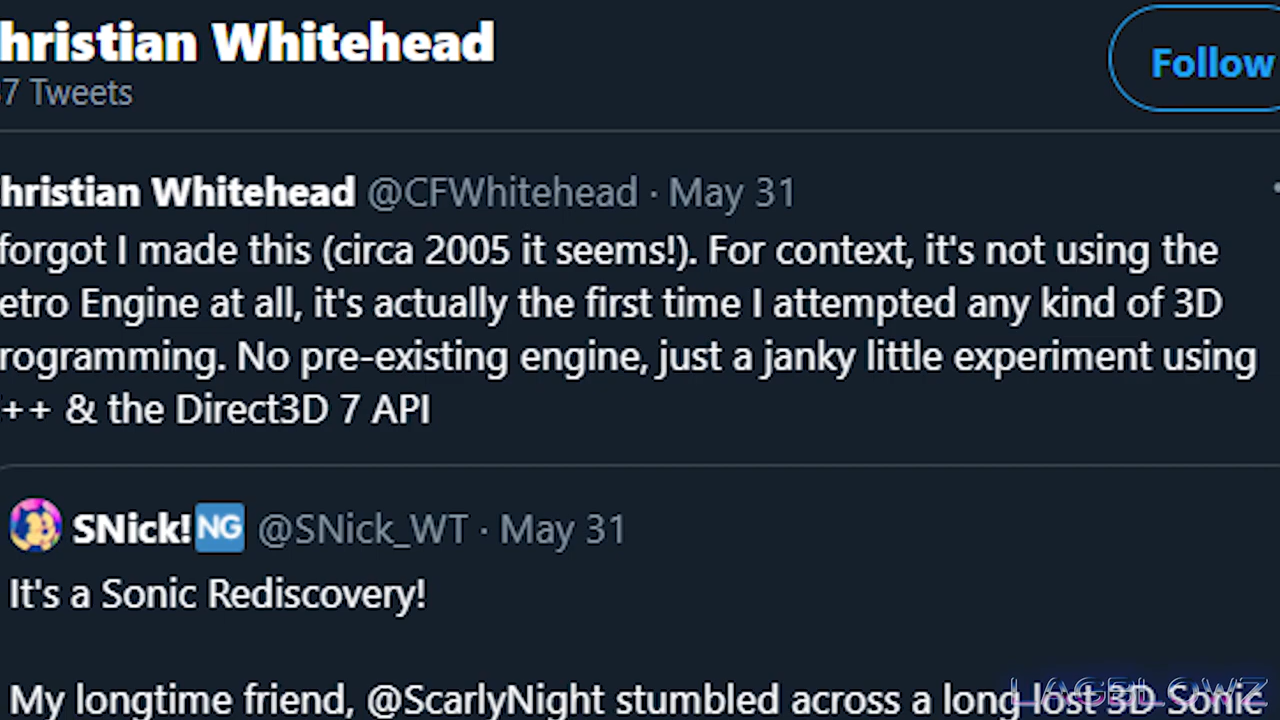 hristian Whitehead
7 Tweets
Follow
hristian Whitehead @CFWhitehead · May 31
forgot I made this (circa 2005 it seems!). For context, it's not using the
etro Engine at all, it's actually the first time I attempted any kind of 3D
rogramming. No pre-existing engine, just a janky little experiment using
++ & the Direct3D 7 API
SNick!🆖 @SNick_WT · May 31
It's a Sonic Rediscovery!
My longtime friend, @ScarlyNight stumbled across a long lost 3D Sonic
LAGBLOWZ